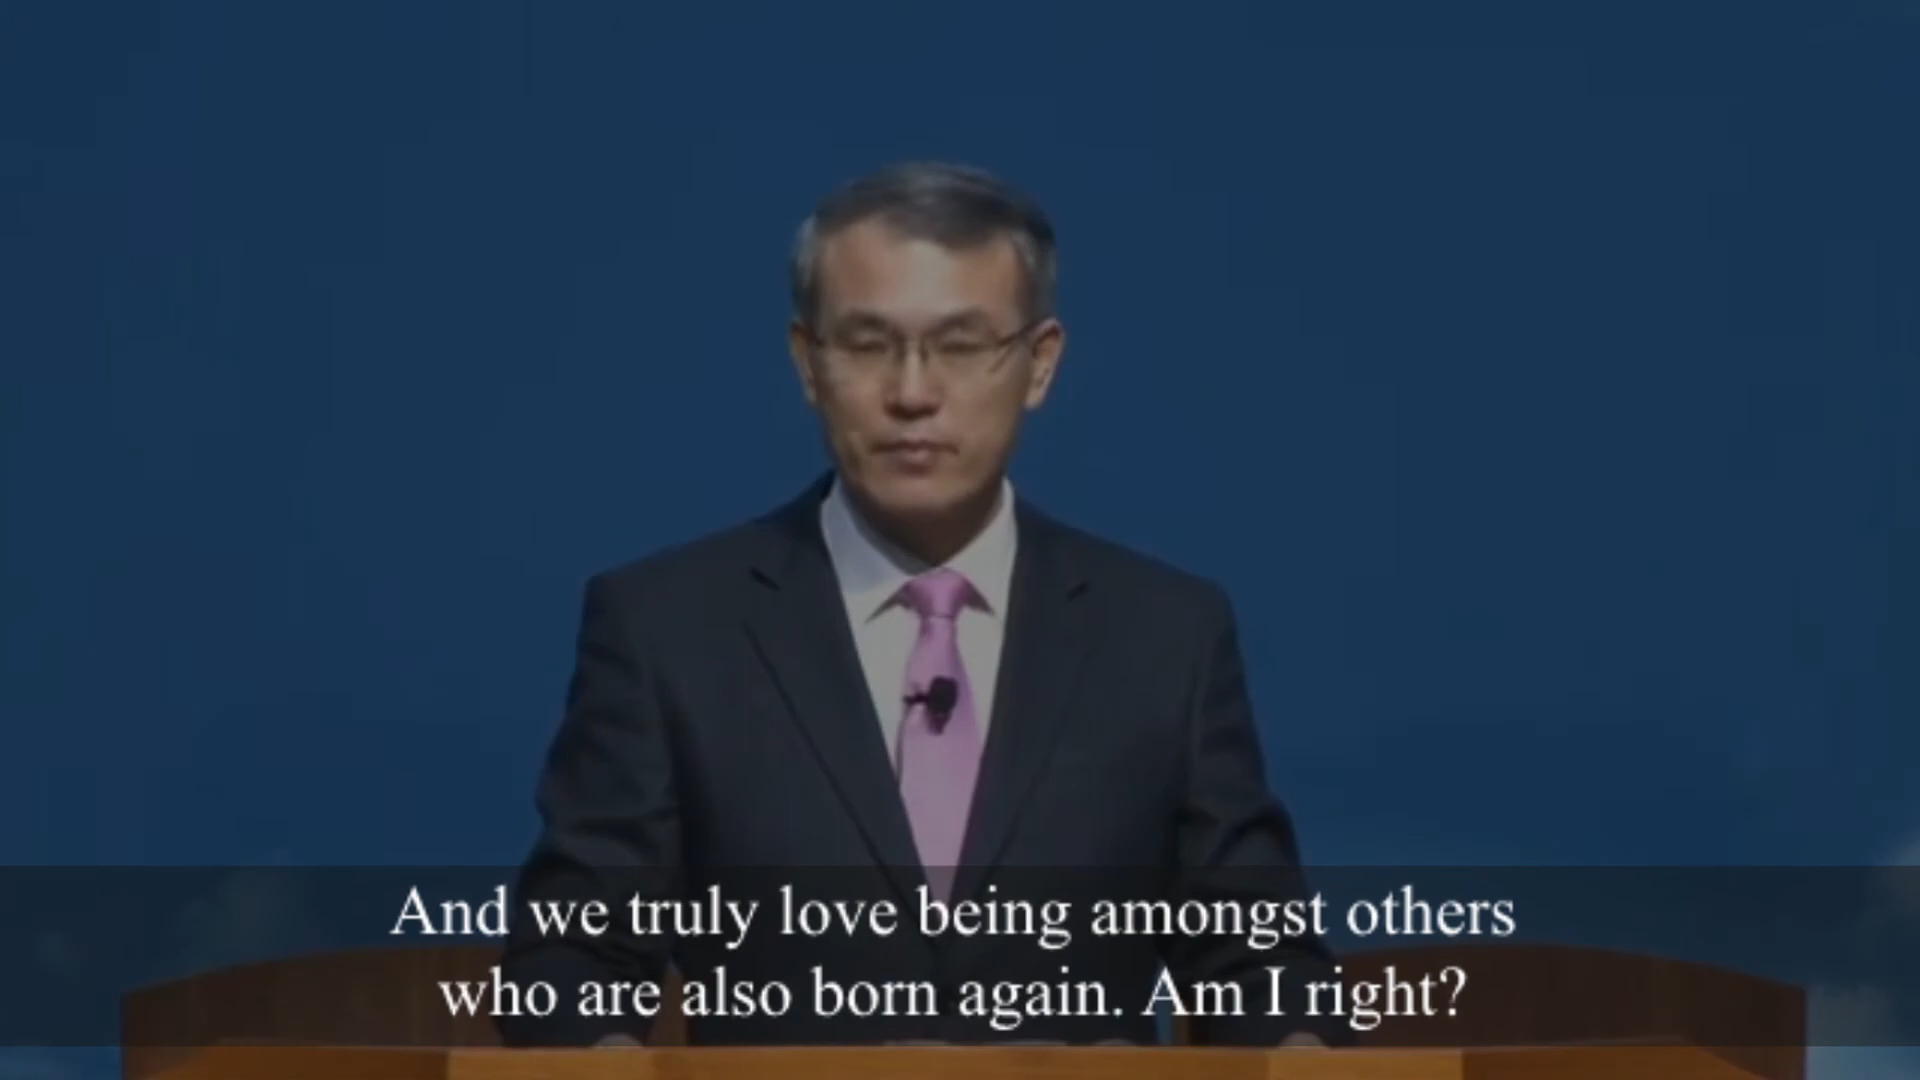 And we truly love being amongst others
who are also born again. Am I right?